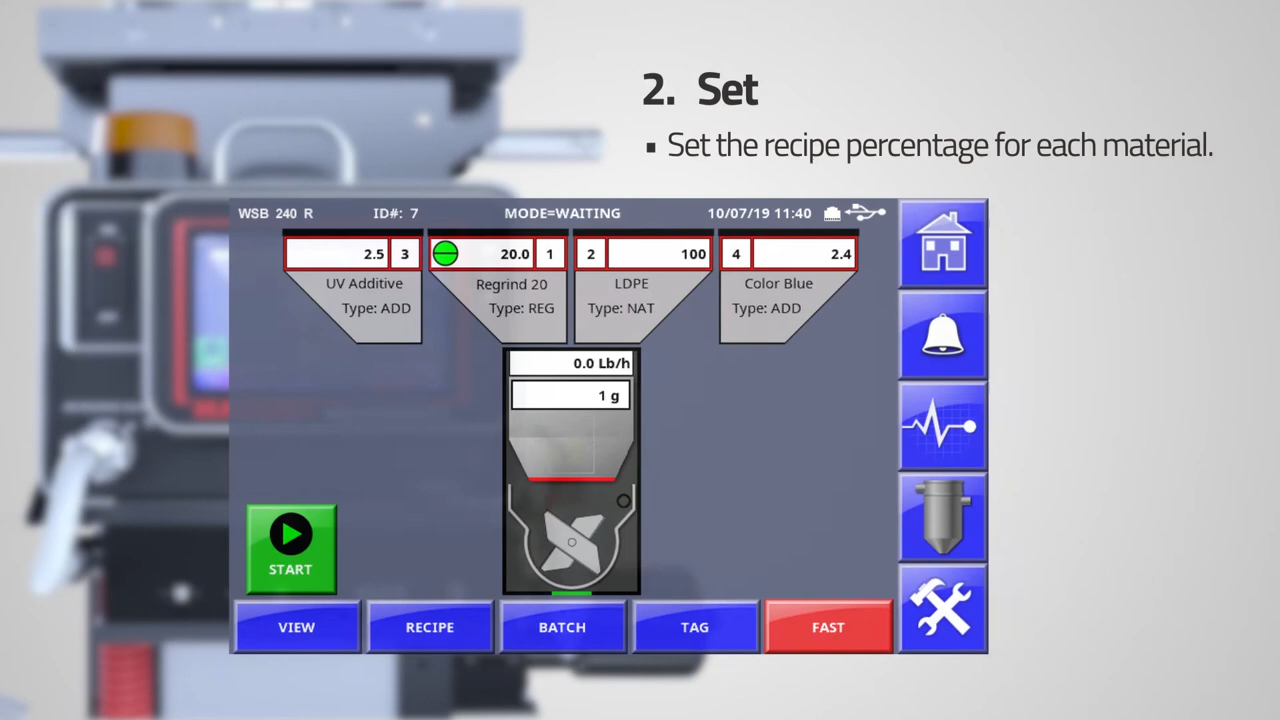 2. Set
▪ Set the recipe percentage for each material.
WSB 240 R ID#: 7 MODE=WAITING 10/07/19 11:40
2.5 3 20.0 1 2 100 4 2.4
UV Additive Regrind 20 LDPE Color Blue
Type: ADD Type: REG Type: NAT Type: ADD
0.0 Lb/h
1 g
START
VIEW RECIPE BATCH TAG FAST